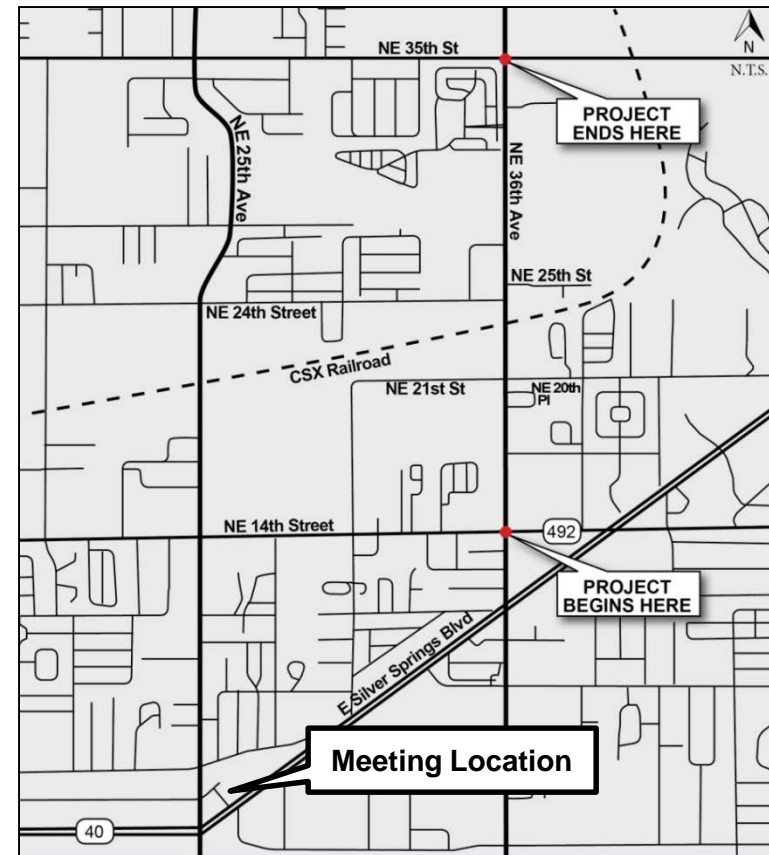 NE 35th St
N
N.T.S.
PROJECT
ENDS HERE
NE 25th Ave
NE 36th Ave
NE 25th St
NE 24th Street
CSX Railroad
NE 21st St
NE 20th
Pl
NE 14th Street
492
PROJECT
BEGINS HERE
E Silver Springs Blvd
Meeting Location
40